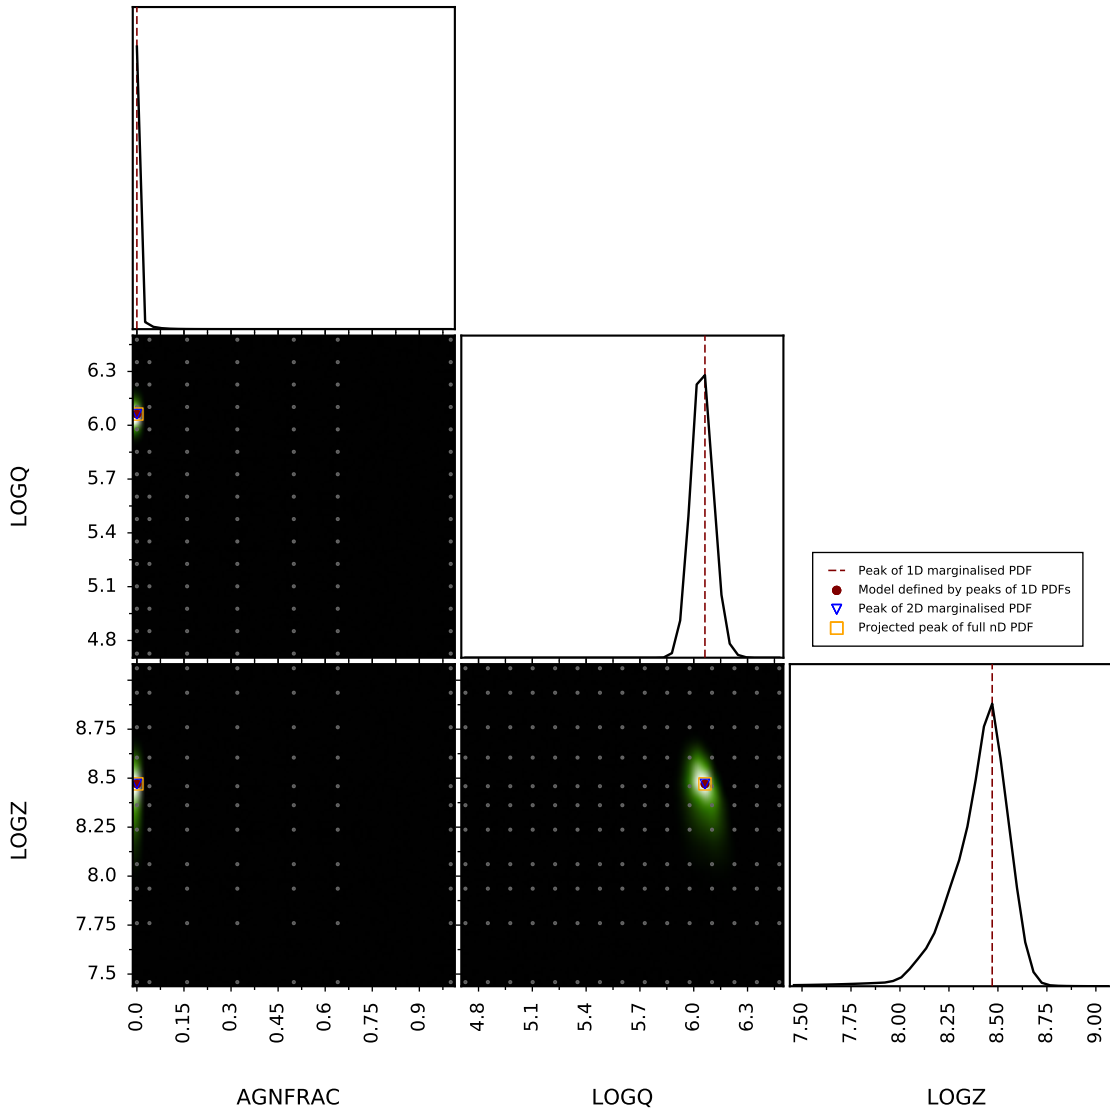 6.3
6.0
5.7
5.4
5.1
4.8
LOGQ
Peak of 1D marginalised PDF
Model defined by peaks of 1D PDFs
Peak of 2D marginalised PDF
Projected peak of full nD PDF
8.75
8.5
8.25
8.0
7.75
7.5
LOGZ
0.0 0.15 0.3 0.45 0.6 0.75 0.9
4.8 5.1 5.4 5.7 6.0 6.3
7.50 7.75 8.00 8.25 8.50 8.75 9.00
AGNFRAC LOGQ LOGZ